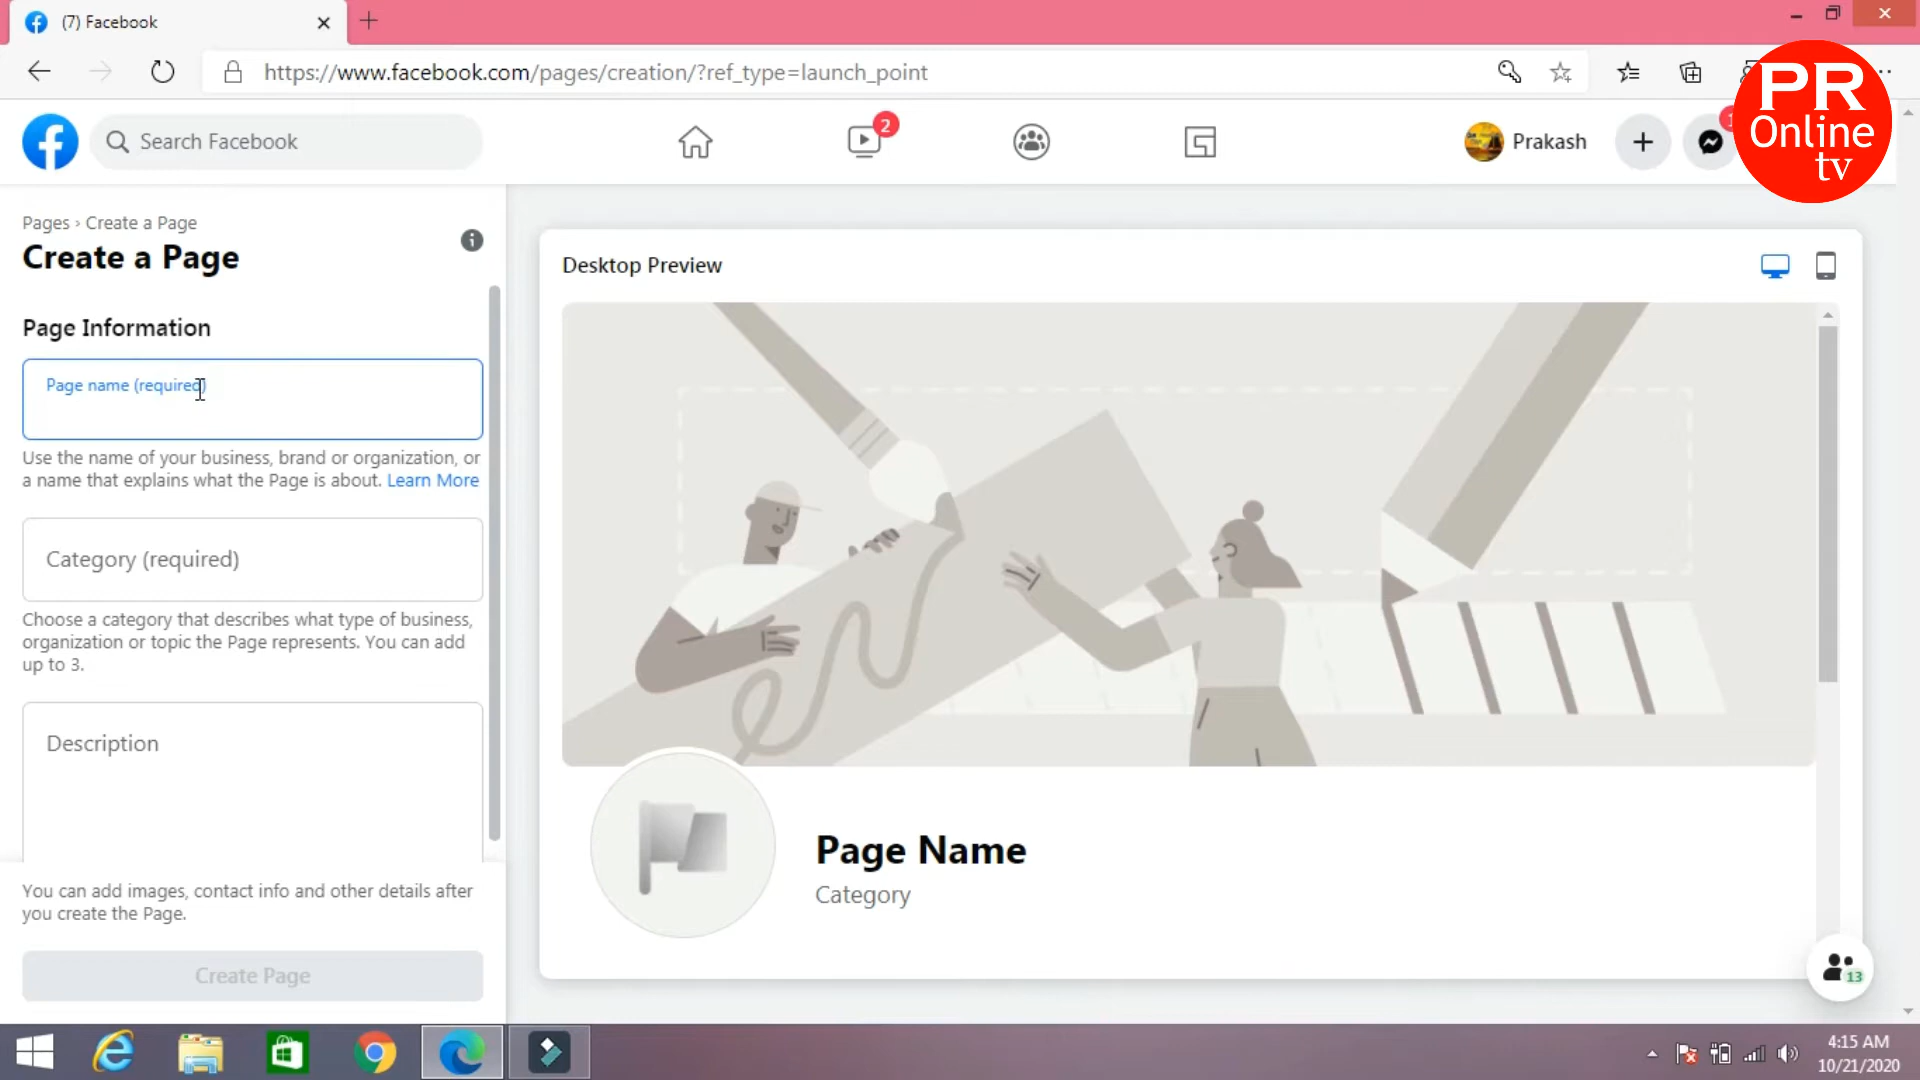 (7) Facebook
https://www.facebook.com/pages/creation/?ref_type=launch_point
PR
Online
tv
Search Facebook
2
Prakash
Pages › Create a Page
Create a Page
Page Information
Page name (required)
Use the name of your business, brand or organization, or
a name that explains what the Page is about. Learn More
Category (required)
Choose a category that describes what type of business,
organization or topic the Page represents. You can add
up to 3.
Description
You can add images, contact info and other details after
you create the Page.
Create Page
Desktop Preview
Page Name
Category
13
4:15 AM
10/21/2020